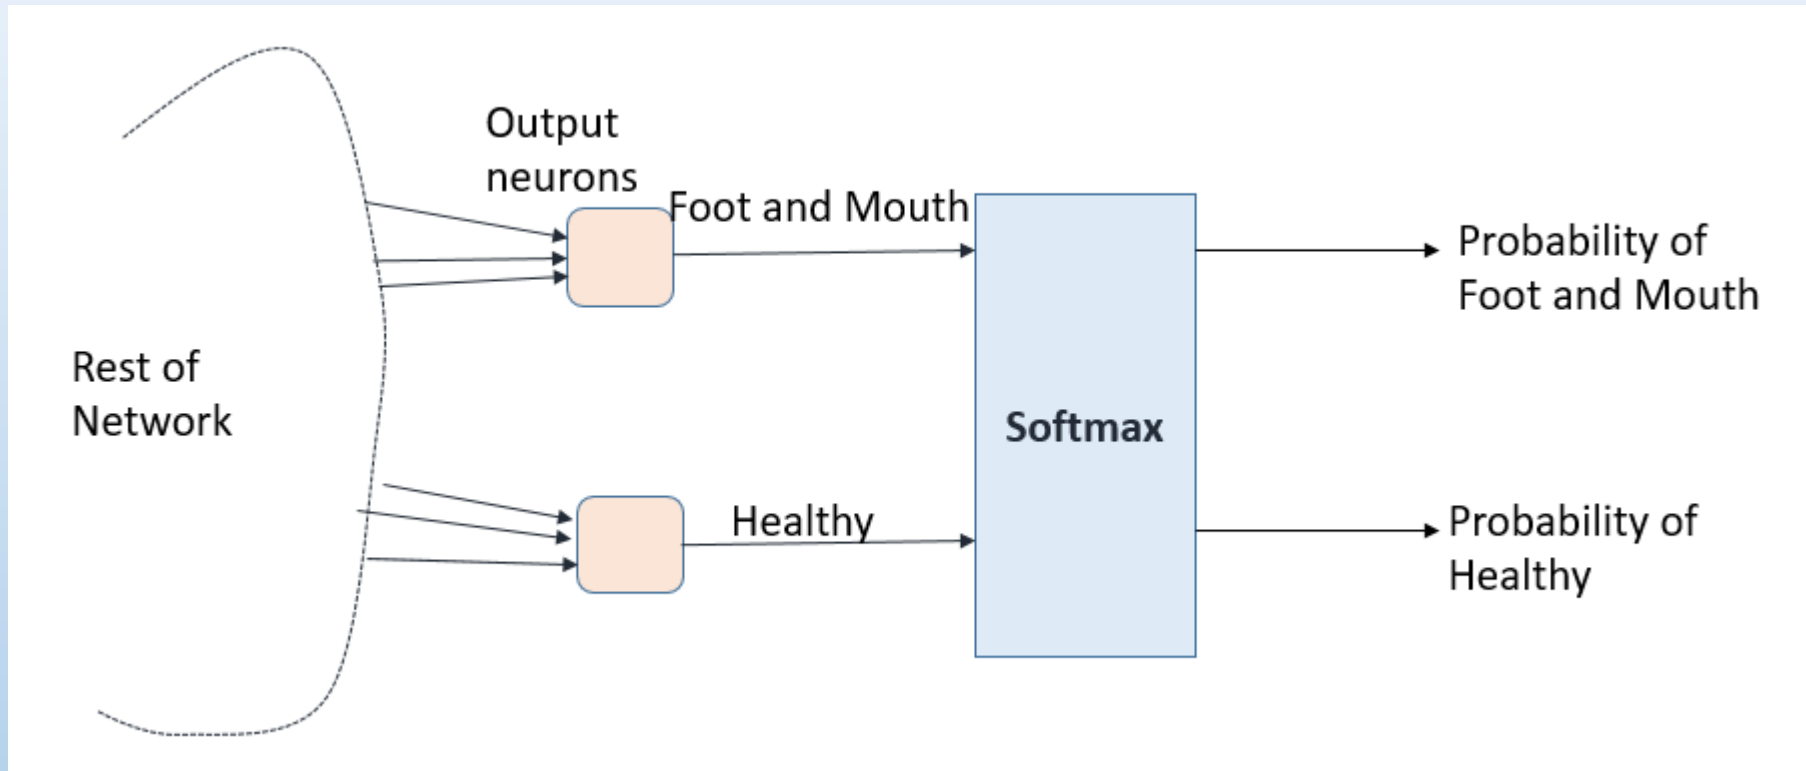 Output
neurons
Foot and Mouth
Probability of
Foot and Mouth
Rest of
Network
Softmax
Healthy
Probability of
Healthy